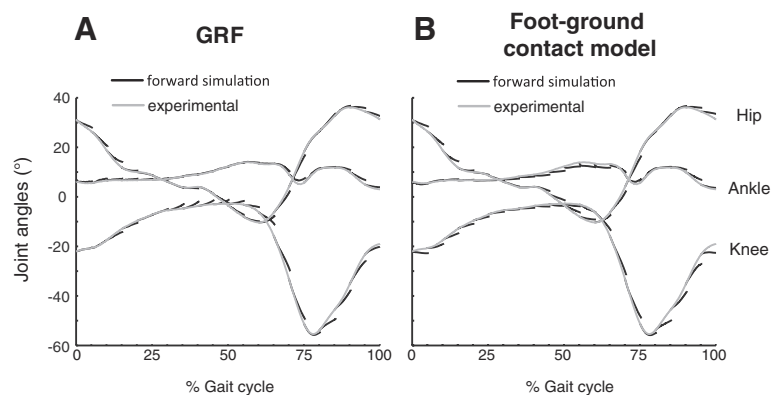 A
GRF
forward simulation
experimental
40
20
0
-20
-40
-60
Joint angles (°)
0
25
50
75
100
% Gait cycle
B
Foot-ground
contact model
forward simulation
experimental
Hip
Ankle
Knee
0
25
50
75
100
% Gait cycle